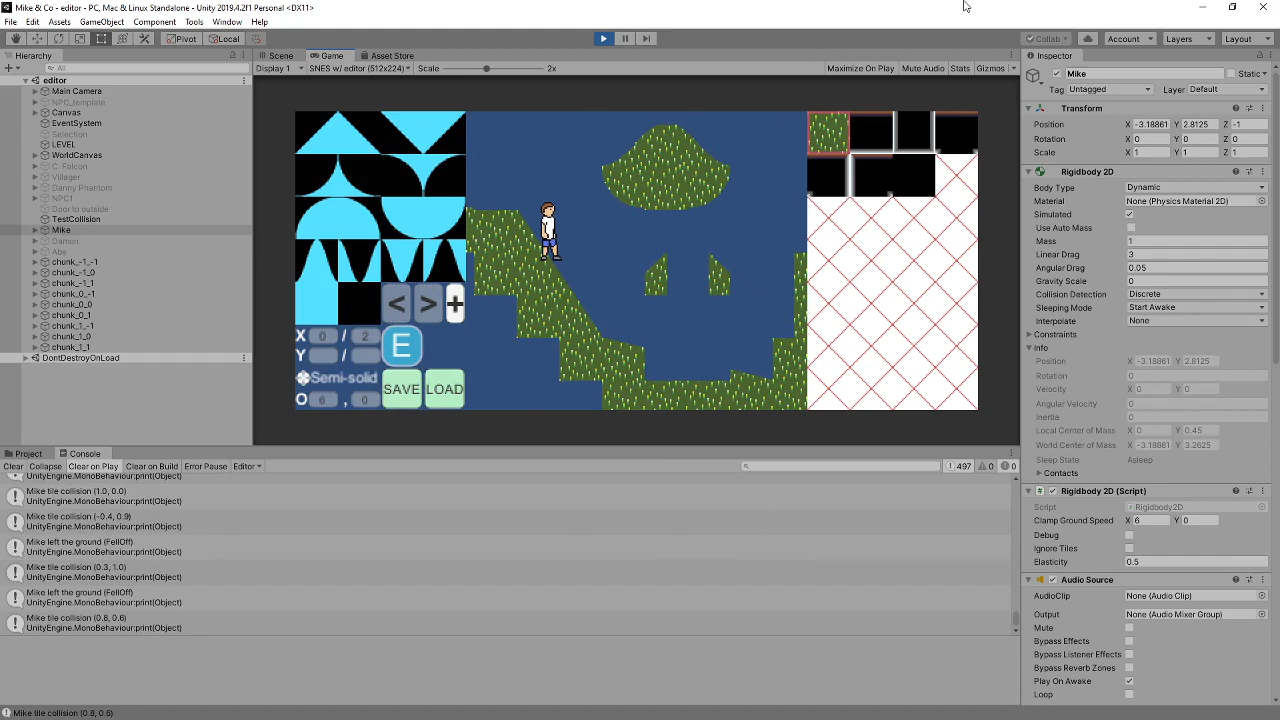 Mike & Co - editor - PC, Mac & Linux Standalone - Unity 2019.4.2f1 Personal <DX11>
File Edit Assets GameObject Component Tools Window Help
Pivot Local Collab Account Layers Layout
Hierarchy
All
editor
Main Camera
NPC_template
Canvas
EventSystem
Selection
LEVEL
WorldCanvas
C. Falcon
Villager
Danny Phantom
NPC1
Door to outside
TestCollision
Mike
Damon
Abe
chunk_-1_-1
chunk_-1_0
chunk_0_-1
chunk_0_0
chunk_0_1
chunk_1_-1
chunk_1_0
chunk_1_1
DontDestroyOnLoad
Scene Game Asset Store
Display 1 SNES w/ editor (512x224) Scale 2x Maximize On Play Mute Audio Stats Gizmos
< > +
X 0 / 2
Y /
E
Semi-solid
O 6 , 0
SAVE LOAD
Project Console
Clear Collapse Clear on Play Clear on Build Error Pause Editor 497 0 0
UnityEngine.MonoBehaviour:print(Object)
Mike tile collision (1.0, 0.0)
UnityEngine.MonoBehaviour:print(Object)
Mike tile collision (-0.4, 0.9)
UnityEngine.MonoBehaviour:print(Object)
Mike left the ground (FellOff)
UnityEngine.MonoBehaviour:print(Object)
Mike tile collision (0.3, 1.0)
UnityEngine.MonoBehaviour:print(Object)
Mike left the ground (FellOff)
UnityEngine.MonoBehaviour:print(Object)
Mike tile collision (0.8, 0.6)
UnityEngine.MonoBehaviour:print(Object)
Mike tile collision (0.8, 0.6)
Inspector
Mike Static
Tag Untagged Layer Default
Transform
Position X -3.18861 Y 2.8125 Z -1
Rotation X 0 Y 0 Z 0
Scale X 1 Y 1 Z 1
Rigidbody 2D
Body Type Dynamic
Material None (Physics Material 2D)
Simulated
Use Auto Mass
Mass 1
Linear Drag 3
Angular Drag 0.05
Gravity Scale 0
Collision Detection Discrete
Sleeping Mode Start Awake
Interpolate None
Constraints
Info
Position X -3.18861 Y 2.8125
Rotation 0
Velocity X 0 Y 0
Angular Velocity 0
Inertia 0
Local Center of Mass X 0 Y 0.45
World Center of Mass X -3.18861 Y 3.2625
Sleep State Asleep
Contacts
Rigidbody 2D (Script)
Script Rigidbody2D
Clamp Ground Speed X 6 Y 0
Debug
Ignore Tiles
Elasticity 0.5
Audio Source
AudioClip None (Audio Clip)
Output None (Audio Mixer Group)
Mute
Bypass Effects
Bypass Listener Effects
Bypass Reverb Zones
Play On Awake
Loop